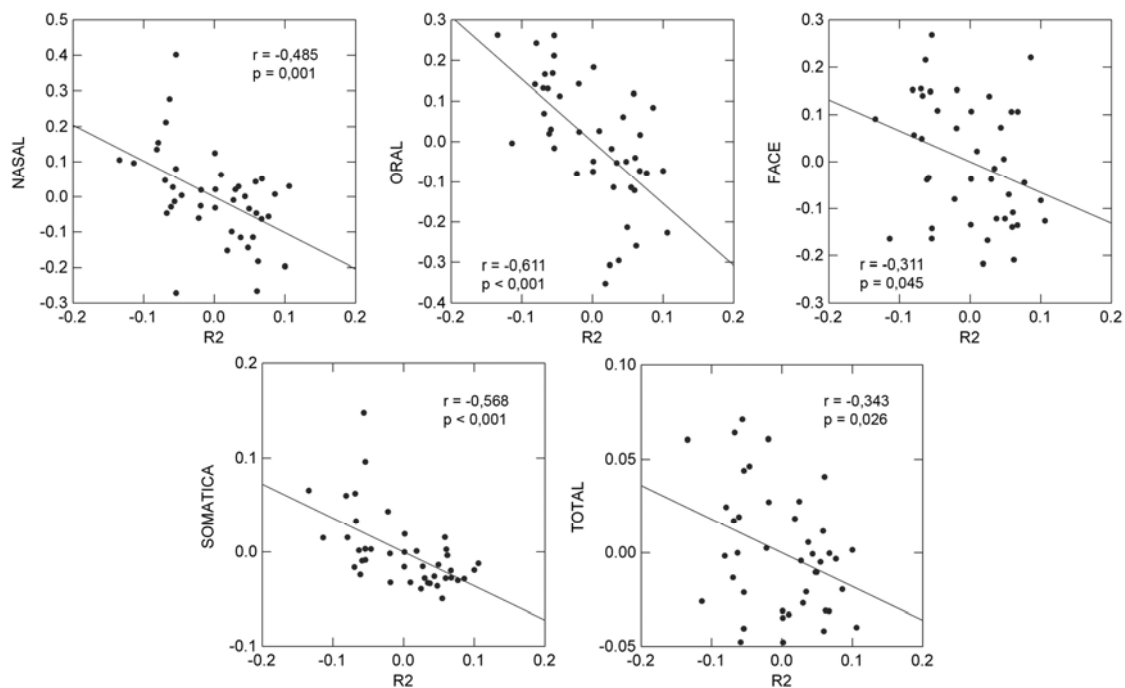 0.5
0.4
0.3
0.2
0.1
0.0
-0.1
-0.2
-0.3
NASAL
r = -0,485
p = 0,001
-0.2 -0.1 0.0 0.1 0.2
R2
0.3
0.2
0.1
0.0
-0.1
-0.2
-0.3
-0.4
ORAL
r = -0,611
p < 0,001
-0.2 -0.1 0.0 0.1 0.2
R2
0.3
0.2
0.1
0.0
-0.1
-0.2
-0.3
FACE
r = -0,311
p = 0,045
-0.2 -0.1 0.0 0.1 0.2
R2
0.2
0.1
0.0
-0.1
SOMATICA
r = -0,568
p < 0,001
-0.2 -0.1 0.0 0.1 0.2
R2
0.10
0.05
0.00
-0.05
TOTAL
r = -0,343
p = 0,026
-0.2 -0.1 0.0 0.1 0.2
R2